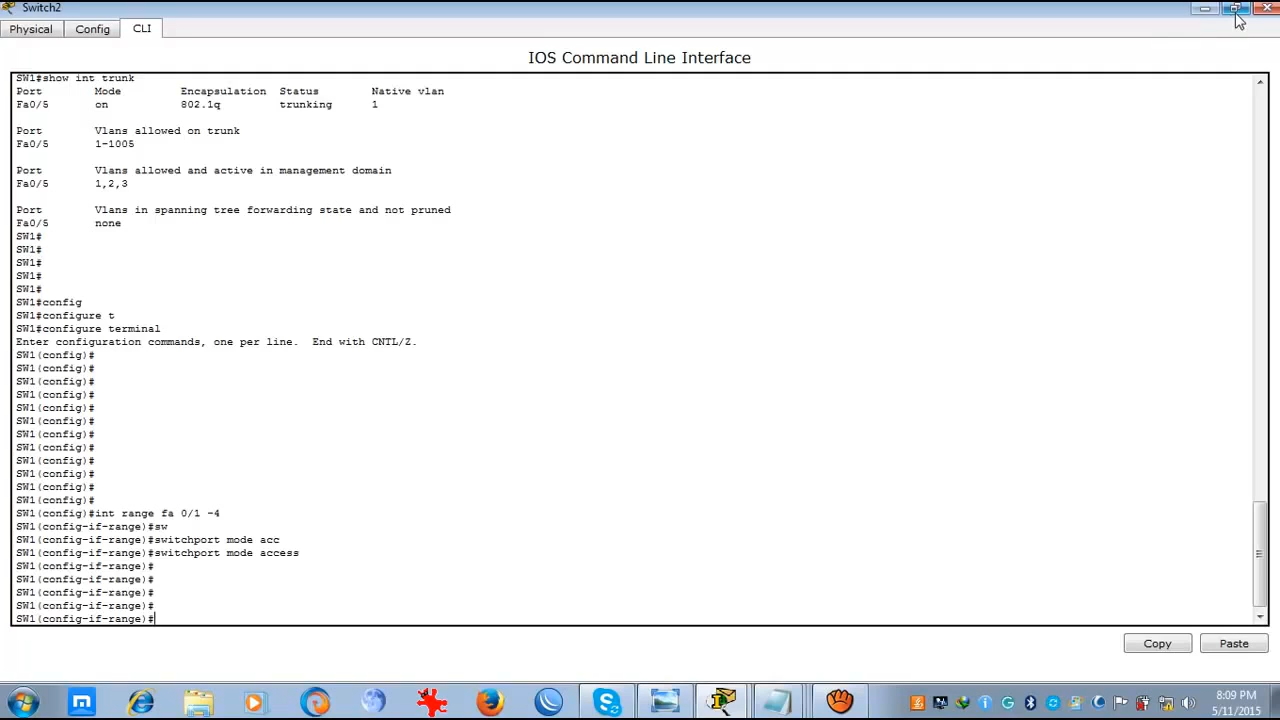 Switch2
Physical Config CLI
IOS Command Line Interface
SW1#show int trunk
Port Mode Encapsulation Status Native vlan
Fa0/5 on 802.1q trunking 1
Port Vlans allowed on trunk
Fa0/5 1-1005
Port Vlans allowed and active in management domain
Fa0/5 1,2,3
Port Vlans in spanning tree forwarding state and not pruned
Fa0/5 none
SW1#
SW1#
SW1#
SW1#
SW1#
SW1#config
SW1#configure t
SW1#configure terminal
Enter configuration commands, one per line. End with CNTL/Z.
SW1(config)#
SW1(config)#
SW1(config)#
SW1(config)#
SW1(config)#
SW1(config)#
SW1(config)#
SW1(config)#
SW1(config)#
SW1(config)#
SW1(config)#
SW1(config)#
SW1(config)#int range fa 0/1 -4
SW1(config-if-range)#sw
SW1(config-if-range)#switchport mode acc
SW1(config-if-range)#switchport mode access
SW1(config-if-range)#
SW1(config-if-range)#
SW1(config-if-range)#
SW1(config-if-range)#
SW1(config-if-range)#
Copy Paste
8:09 PM
5/11/2015